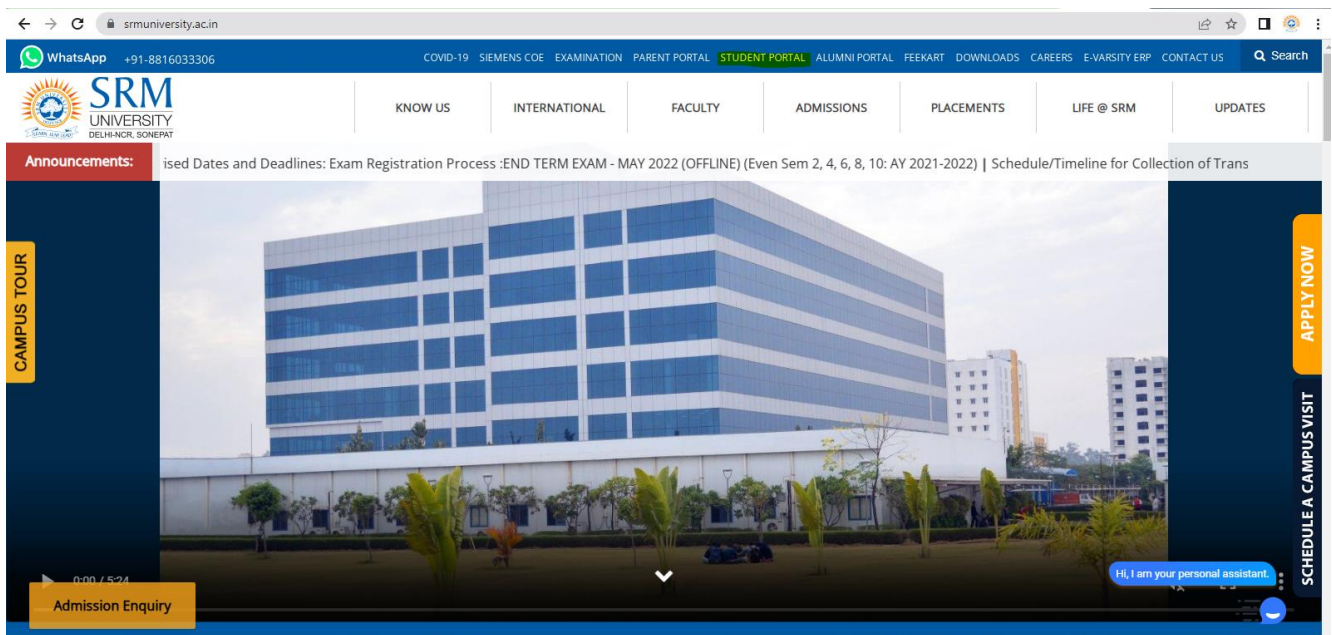 srmuniversity.ac.in
WhatsApp +91-8816033306 COVID-19 SIEMENS COE EXAMINATION PARENT PORTAL STUDENT PORTAL ALUMNI PORTAL FEEKART DOWNLOADS CAREERS E-VARSITY ERP CONTACT US Search
SRM
UNIVERSITY
DELHI-NCR, SONEPAT
KNOW US INTERNATIONAL FACULTY ADMISSIONS PLACEMENTS LIFE @ SRM UPDATES
Announcements: ised Dates and Deadlines: Exam Registration Process :END TERM EXAM - MAY 2022 (OFFLINE) (Even Sem 2, 4, 6, 8, 10: AY 2021-2022) | Schedule/Timeline for Collection of Trans
CAMPUS TOUR
APPLY NOW
SCHEDULE A CAMPUS VISIT
Hi, I am your personal assistant.
0:00 / 5:24
Admission Enquiry